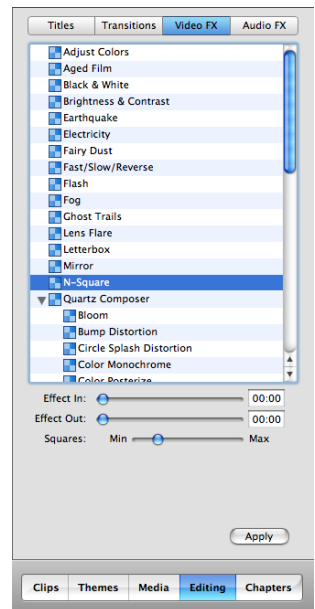 Titles Transitions Video FX Audio FX
Adjust Colors
Aged Film
Black & White
Brightness & Contrast
Earthquake
Electricity
Fairy Dust
Fast/Slow/Reverse
Flash
Fog
Ghost Trails
Lens Flare
Letterbox
Mirror
N-Square
Quartz Composer
Bloom
Bump Distortion
Circle Splash Distortion
Color Monochrome
Color Posterize
Effect In: 00:00
Effect Out: 00:00
Squares: Min Max
Apply
Clips Themes Media Editing Chapters